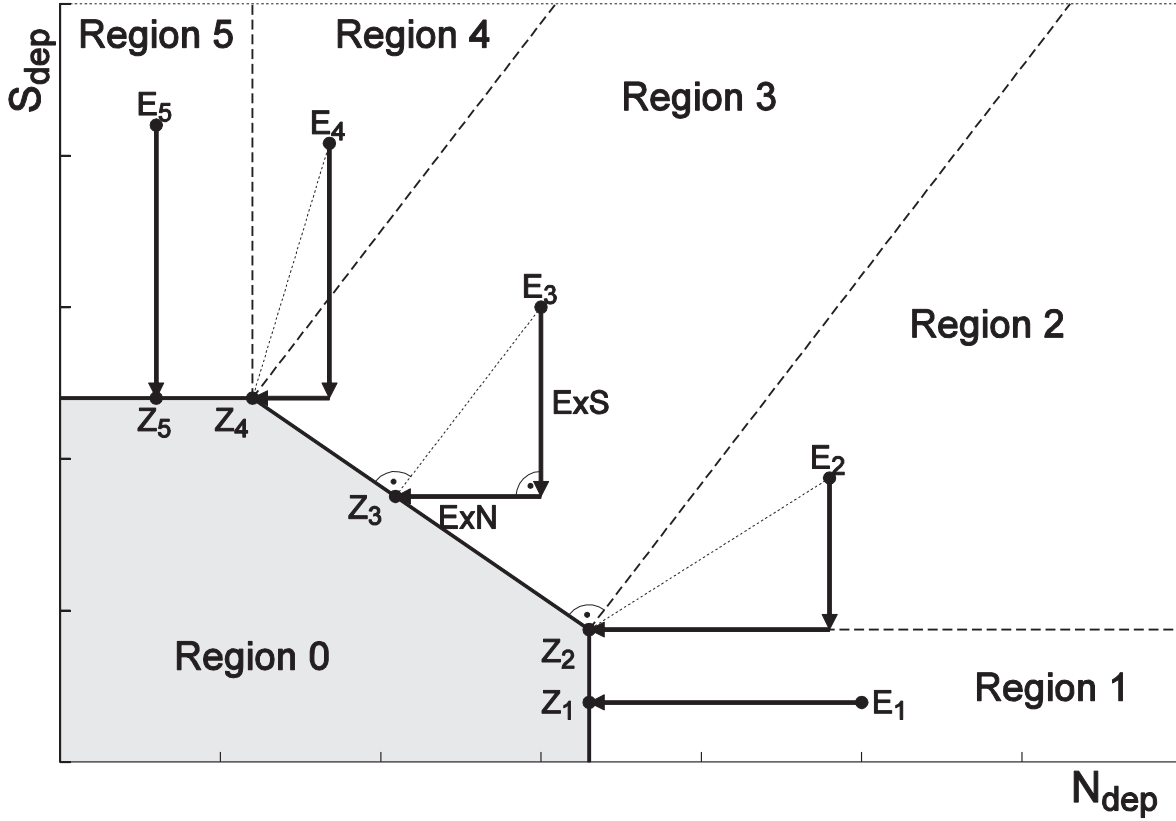 Region 5
Region 4
S_dep
Region 3
E_5
E_4
E_3
Region 2
ExS
Z_5
Z_4
E_2
Z_3
ExN
Region 0
Z_2
Region 1
Z_1
E_1
N_dep